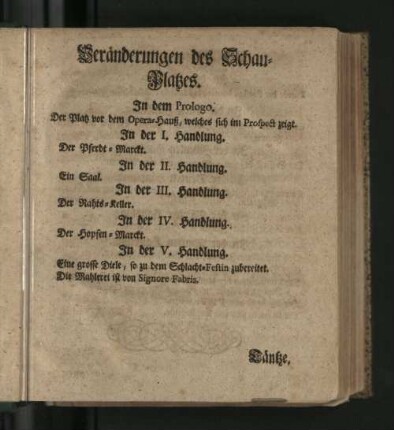 Veränderungen des Schau-
Platzes.
In dem Prologo.
Der Platz vor dem Opern-Hauß, welches sich im Prospect zeigt.
In der I. Handlung.
Der Pferdt-Marckt.
In der II. Handlung.
Ein Saal.
In der III. Handlung.
Der Rahts-Keller.
In der IV. Handlung.
Der Hopfen-Marckt.
In der V. Handlung.
Eine grosse Diele, so zu dem Schlacht-Festin zubereitet.
Die Mahlerei ist von Signore Fabris.
Däntze,